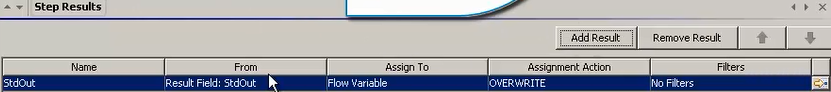 Step Results
Add Result Remove Result
Name From Assign To Assignment Action Filters
StdOut Result Field: StdOut Flow Variable OVERWRITE No Filters